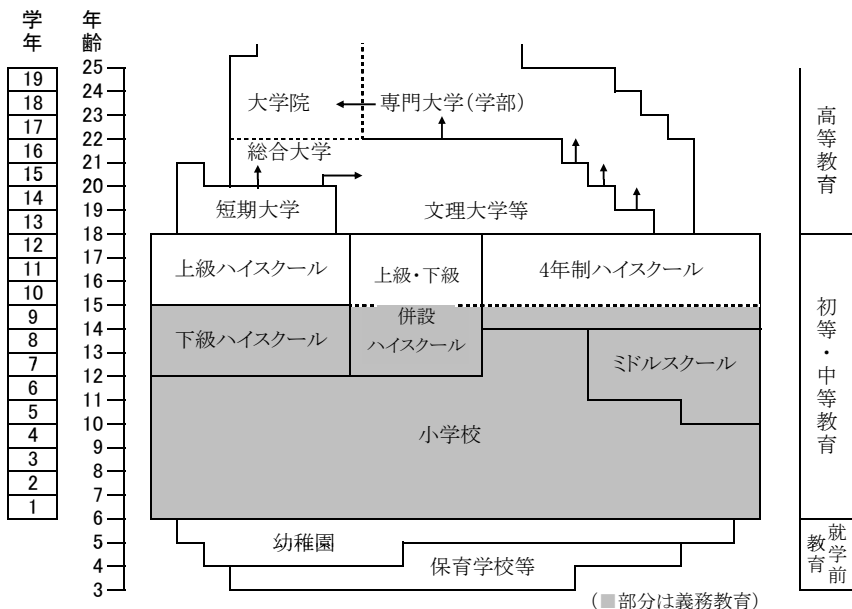 学年
年齢
19
18
17
16
15
14
13
12
11
10
9
8
7
6
5
4
3
2
1
25
24
23
22
21
20
19
18
17
16
15
14
13
12
11
10
9
8
7
6
5
4
3
大学院
専門大学(学部)
総合大学
短期大学
文理大学等
上級ハイスクール
上級・下級
4年制ハイスクール
併設
下級ハイスクール
ハイスクール
ミドルスクール
小学校
幼稚園
保育学校等
高等教育
初等・中等教育
就学前
教育
(■部分は義務教育)